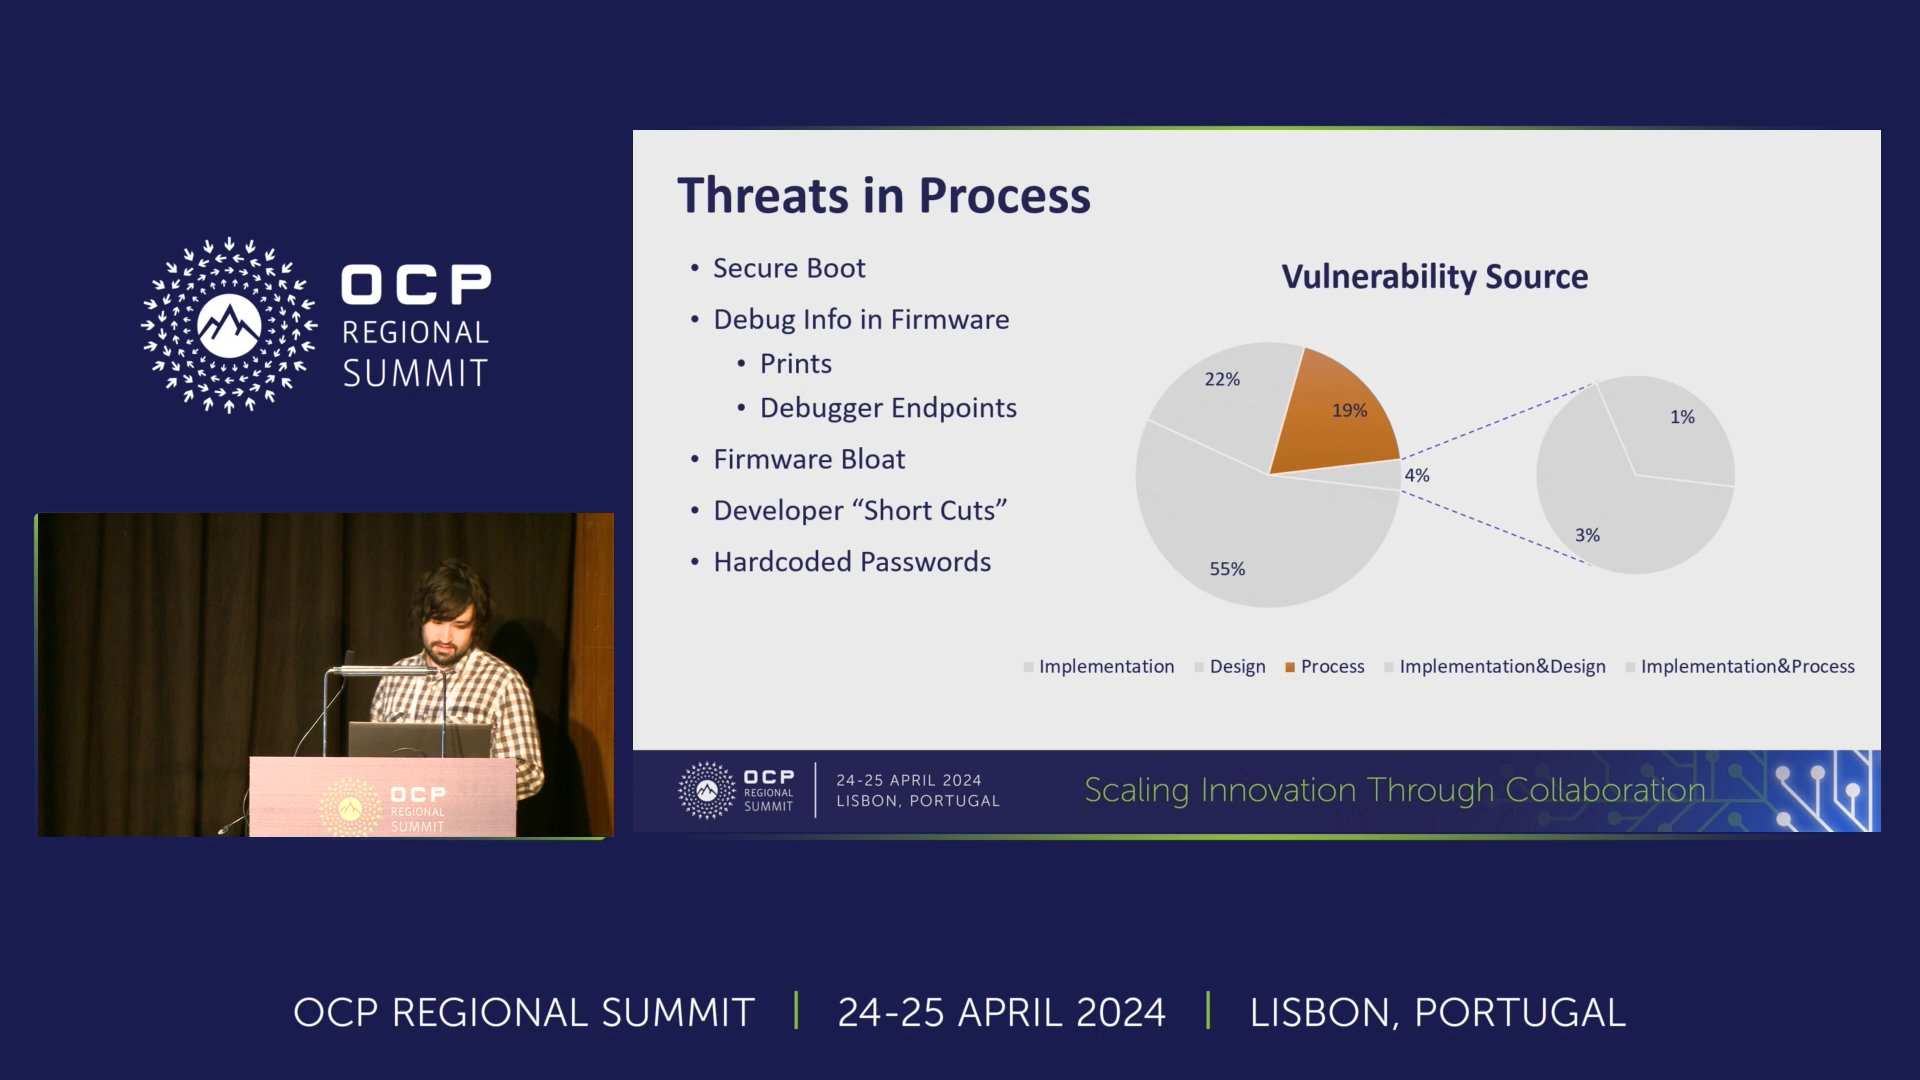 OCP
REGIONAL
SUMMIT
Threats in Process
• Secure Boot
• Debug Info in Firmware
• Prints
• Debugger Endpoints
• Firmware Bloat
• Developer “Short Cuts”
• Hardcoded Passwords
Vulnerability Source
22%
19%
4%
55%
1%
3%
Implementation Design Process Implementation&Design Implementation&Process
OCP
REGIONAL
SUMMIT
24-25 APRIL 2024
LISBON, PORTUGAL
Scaling Innovation Through Collaboration
OCP
REGIONAL
SUMMIT
OCP REGIONAL SUMMIT | 24-25 APRIL 2024 | LISBON, PORTUGAL